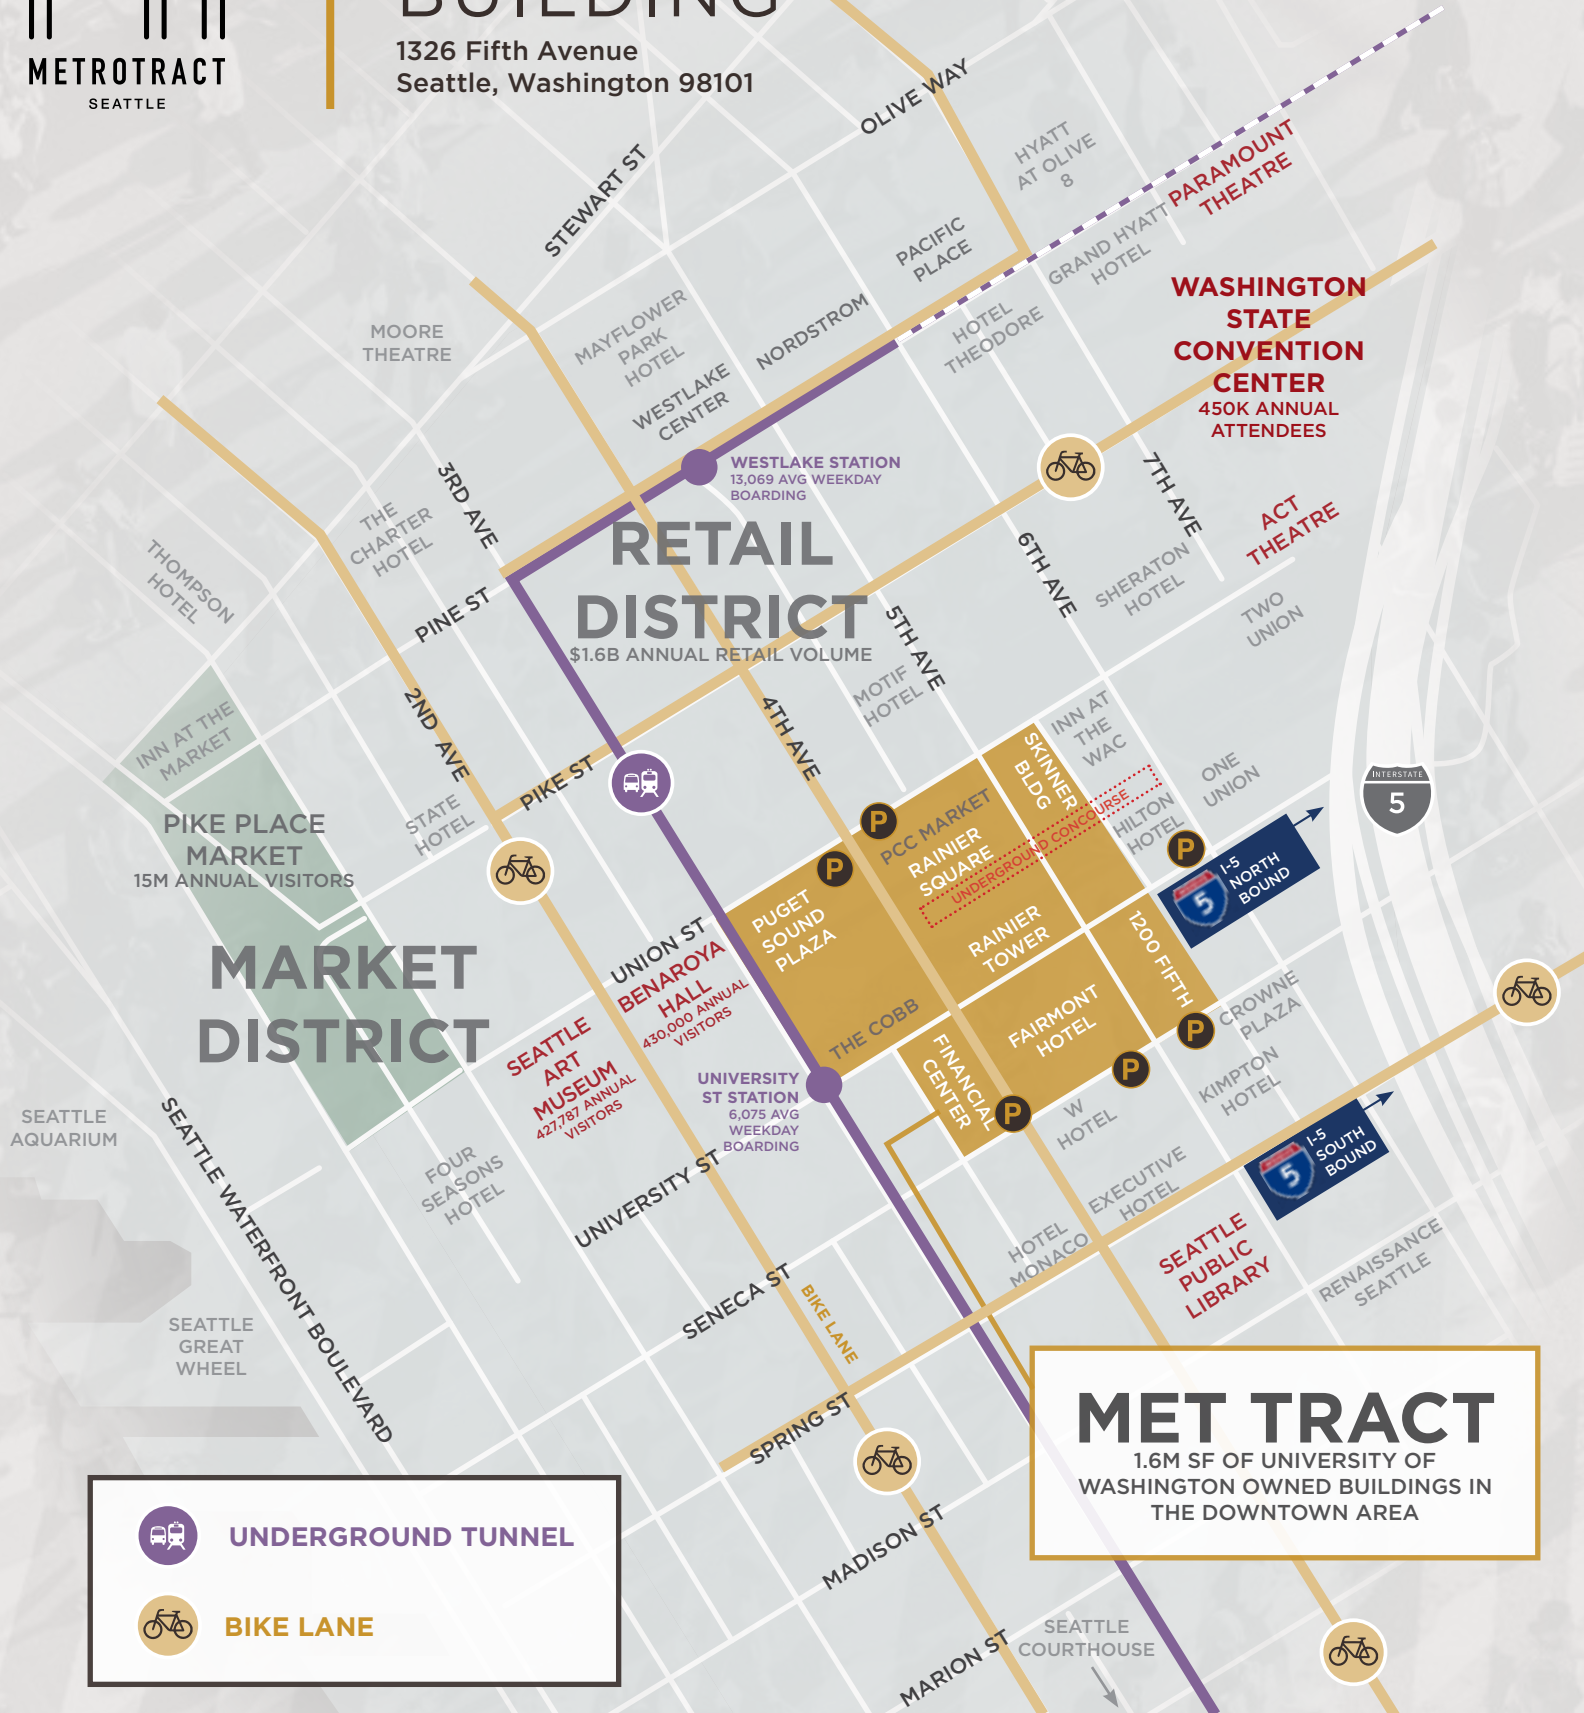 BUILDING
1326 Fifth Avenue
Seattle, Washington 98101
METROTRACT
SEATTLE
OLIVE WAY
STEWART ST
HYATT
AT OLIVE
8
PARAMOUNT
THEATRE
PACIFIC
PLACE
GRAND HYATT
HOTEL
WASHINGTON
STATE
CONVENTION
CENTER
450K ANNUAL
ATTENDEES
MOORE
THEATRE
MAYFLOWER
PARK
HOTEL
NORDSTROM
HOTEL
THEODORE
WESTLAKE
CENTER
WESTLAKE STATION
13,069 AVG WEEKDAY
BOARDING
3RD AVE
7TH AVE
ACT
THEATRE
THE
CHARTER
HOTEL
RETAIL
DISTRICT
$1.6B ANNUAL RETAIL VOLUME
6TH AVE
SHERATON
HOTEL
THOMPSON
HOTEL
PINE ST
5TH AVE
TWO
UNION
MOTIF
HOTEL
2ND AVE
4TH AVE
INN AT THE
MARKET
INN AT
THE
WAC
SKINNER
BLDG
ONE
UNION
PIKE ST
INTERSTATE
5
STATE
HOTEL
PIKE PLACE
MARKET
15M ANNUAL VISITORS
P
PCC MARKET
RAINIER
SQUARE
UNDERGROUND CONCOURSE
HILTON
HOTEL
P
P
I-5
NORTH
BOUND
5
PUGET
SOUND
PLAZA
RAINIER
TOWER
1200 FIFTH
MARKET
DISTRICT
UNION ST
BENAROYA
HALL
430,000 ANNUAL
VISITORS
THE COBB
FAIRMONT
HOTEL
CROWNE
PLAZA
P
SEATTLE
ART
MUSEUM
427,787 ANNUAL
VISITORS
UNIVERSITY
ST STATION
6,075 AVG
WEEKDAY
BOARDING
FINANCIAL
CENTER
P
P
W
HOTEL
KIMPTON
HOTEL
SEATTLE
AQUARIUM
I-5
SOUTH
BOUND
5
FOUR
SEASONS
HOTEL
UNIVERSITY ST
EXECUTIVE
HOTEL
SEATTLE WATERFRONT BOULEVARD
HOTEL
MONACO
SEATTLE
PUBLIC
LIBRARY
RENAISSANCE
SEATTLE
SENECA ST
BIKE LANE
SEATTLE
GREAT
WHEEL
SPRING ST
MET TRACT
1.6M SF OF UNIVERSITY OF
WASHINGTON OWNED BUILDINGS IN
THE DOWNTOWN AREA
UNDERGROUND TUNNEL
BIKE LANE
MADISON ST
SEATTLE
COURTHOUSE
MARION ST